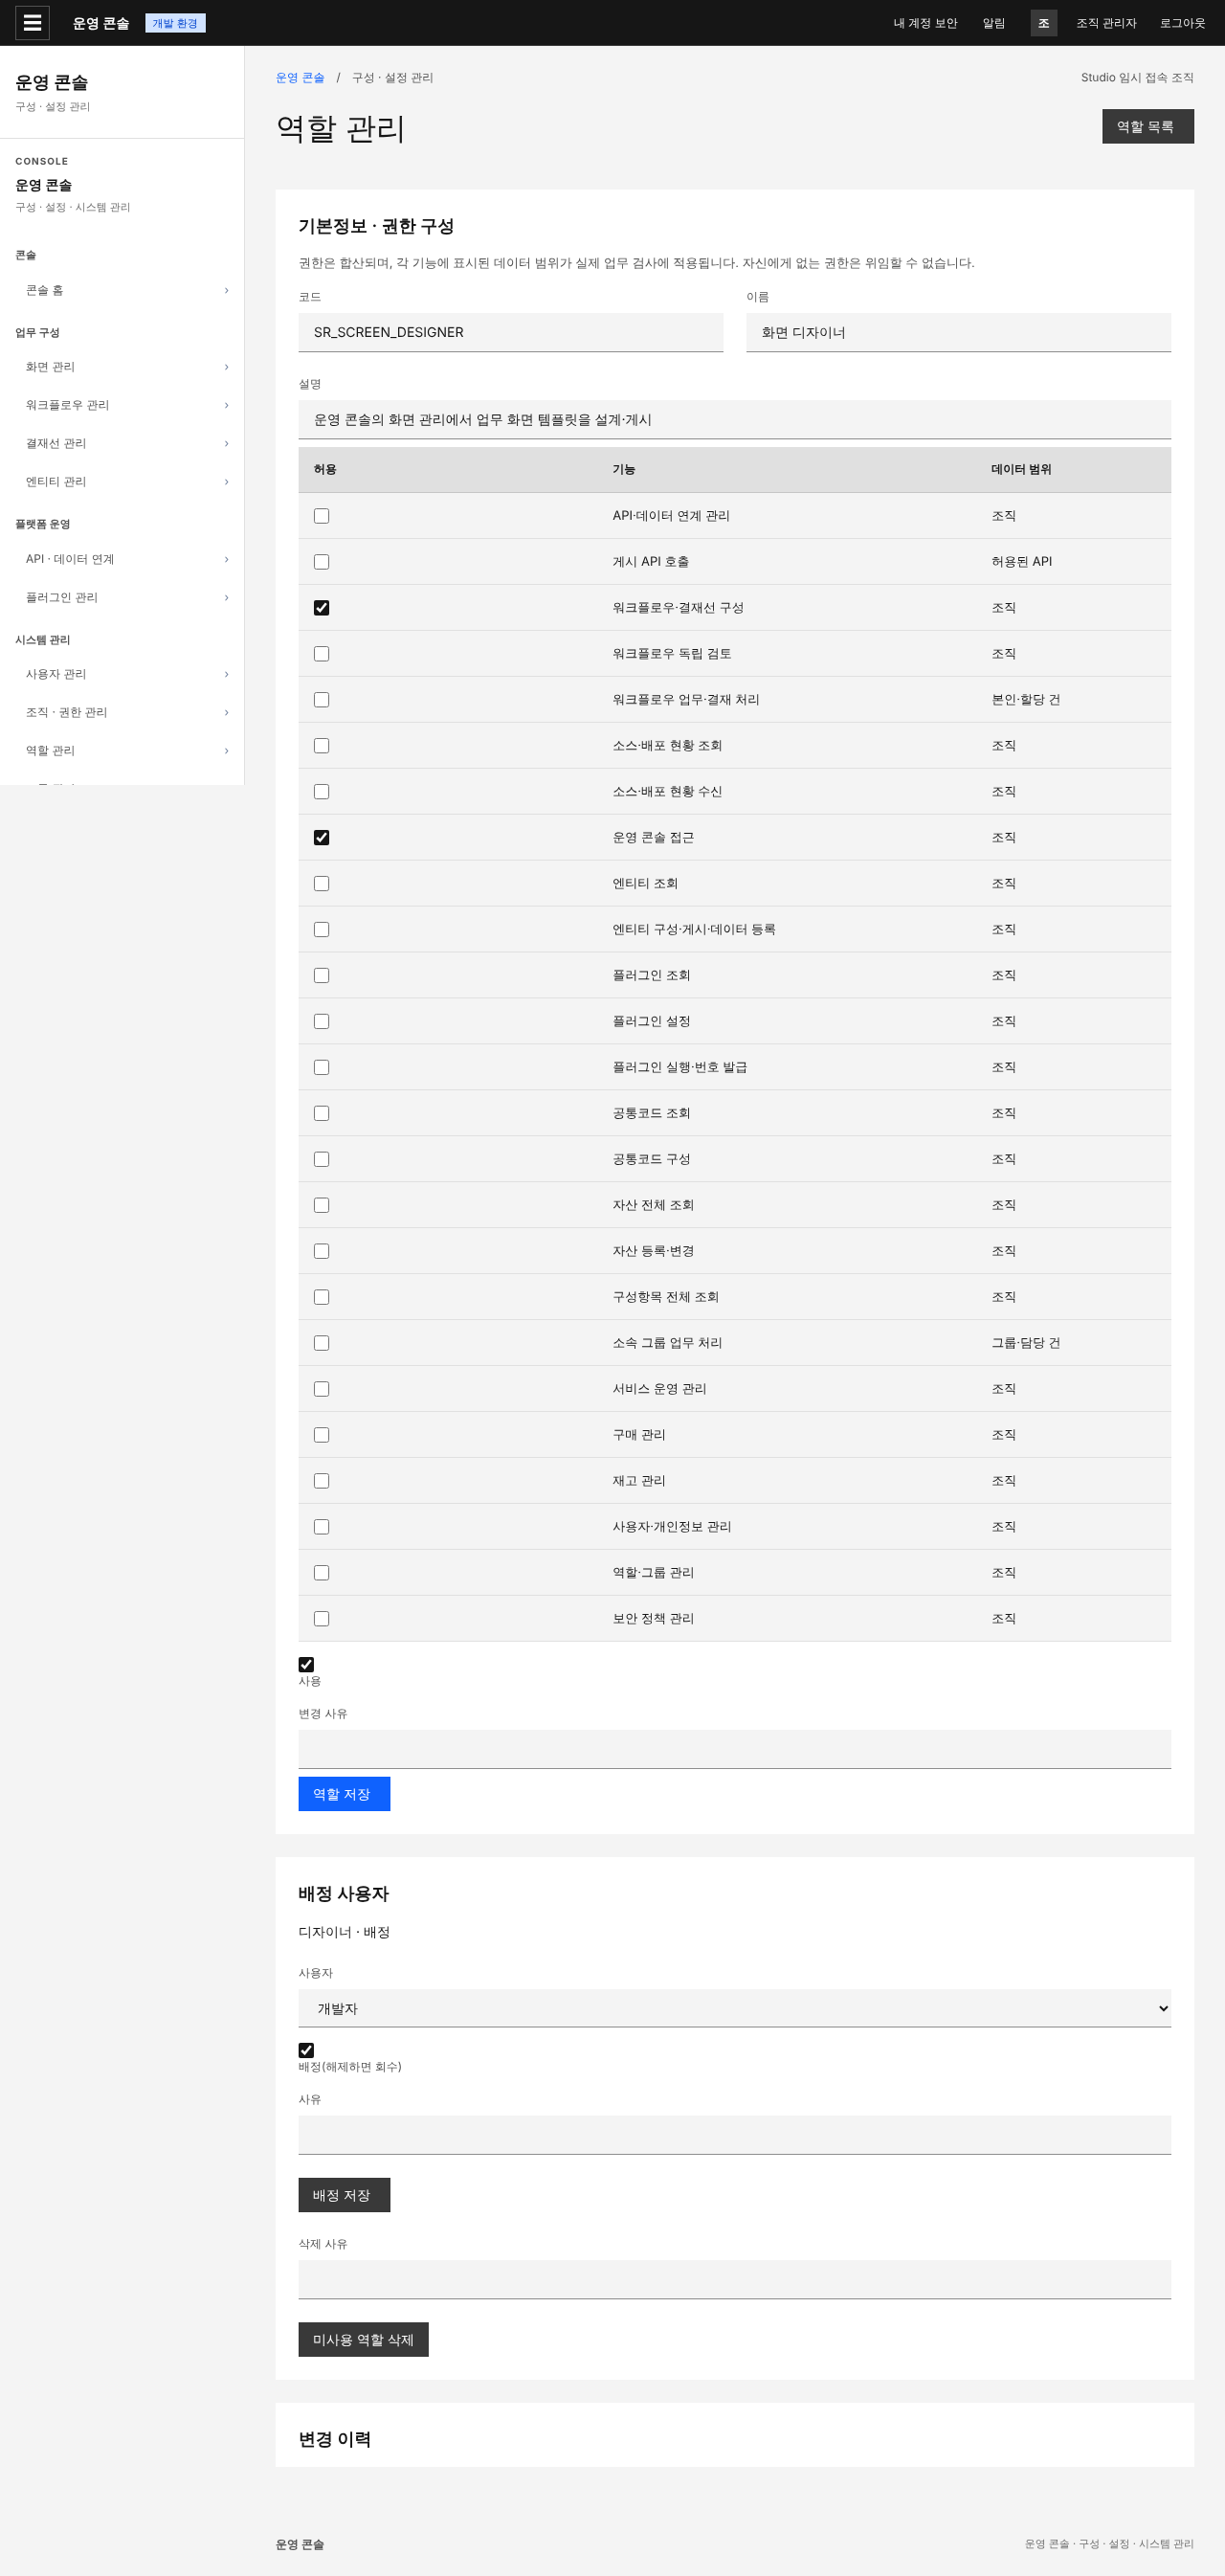 운영 콘솔 개발 환경 내 계정 보안 알림 조 조직 관리자 로그아웃
운영 콘솔
구성 · 설정 관리
CONSOLE
운영 콘솔
구성 · 설정 · 시스템 관리
콘솔
콘솔 홈 ›
업무 구성
화면 관리 ›
워크플로우 관리 ›
결재선 관리 ›
엔티티 관리 ›
플랫폼 운영
API · 데이터 연계 ›
플러그인 관리 ›
시스템 관리
사용자 관리 ›
조직 · 권한 관리 ›
역할 관리 ›
운영 콘솔 / 구성 · 설정 관리 Studio 임시 접속 조직
역할 관리 역할 목록
기본정보 · 권한 구성
권한은 합산되며, 각 기능에 표시된 데이터 범위가 실제 업무 검사에 적용됩니다. 자신에게 없는 권한은 위임할 수 없습니다.
코드 이름
SR_SCREEN_DESIGNER 화면 디자이너
설명
운영 콘솔의 화면 관리에서 업무 화면 템플릿을 설계·게시
허용 기능 데이터 범위
API·데이터 연계 관리 조직
게시 API 호출 허용된 API
워크플로우·결재선 구성 조직
워크플로우 독립 검토 조직
워크플로우 업무·결재 처리 본인·할당 건
소스·배포 현황 조회 조직
소스·배포 현황 수신 조직
운영 콘솔 접근 조직
엔티티 조회 조직
엔티티 구성·게시·데이터 등록 조직
플러그인 조회 조직
플러그인 설정 조직
플러그인 실행·번호 발급 조직
공통코드 조회 조직
공통코드 구성 조직
자산 전체 조회 조직
자산 등록·변경 조직
구성항목 전체 조회 조직
소속 그룹 업무 처리 그룹·담당 건
서비스 운영 관리 조직
구매 관리 조직
재고 관리 조직
사용자·개인정보 관리 조직
역할·그룹 관리 조직
보안 정책 관리 조직
사용
변경 사유
역할 저장
배정 사용자
디자이너 · 배정
사용자
개발자
배정(해제하면 회수)
사유
배정 저장
삭제 사유
미사용 역할 삭제
변경 이력
운영 콘솔 운영 콘솔 · 구성 · 설정 · 시스템 관리